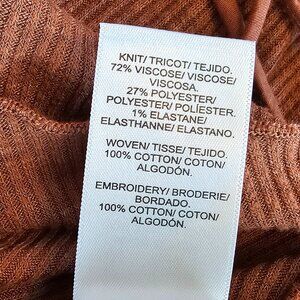 KNIT/ TRICOT/ TEJIDO.
72% VISCOSE/ VISCOSE/
VISCOSA.
27% POLYESTER/
POLYESTER/ POLIÉSTER.
1% ELASTANE/
ELASTHANNE/ ELASTANO.
WOVEN/ TISSE/ TEJIDO.
100% COTTON/ COTON/
ALGODÓN.
EMBROIDERY/ BRODERIE/
BORDADO.
100% COTTON/ COTON/
ALGODÓN.